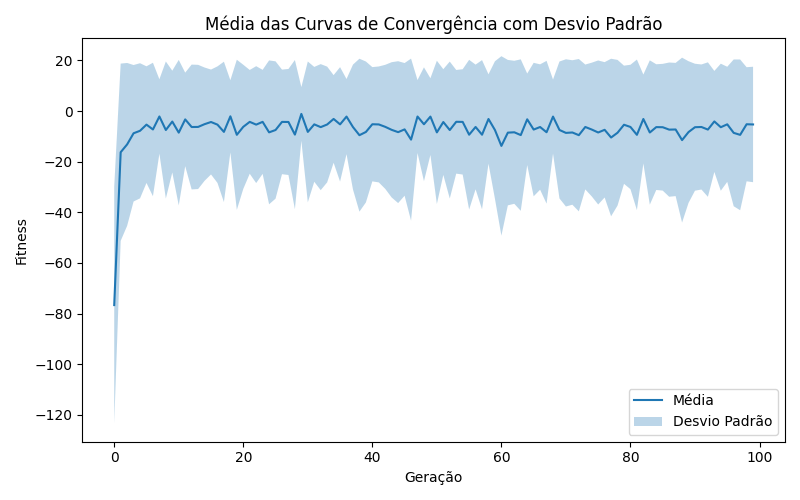 Média das Curvas de Convergência com Desvio Padrão
20
0
−20
−40
−60
−80
−100
−120
Fitness
0 20 40 60 80 100
Geração
Média
Desvio Padrão